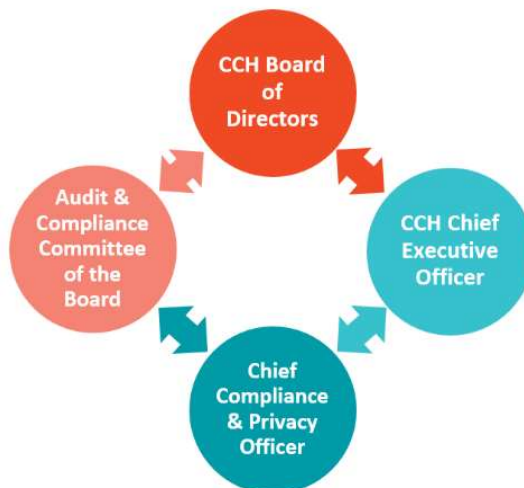 CCH Board
of
Directors
Audit &
Compliance
Committee
of the
Board
CCH Chief
Executive
Officer
Chief
Compliance
& Privacy
Officer